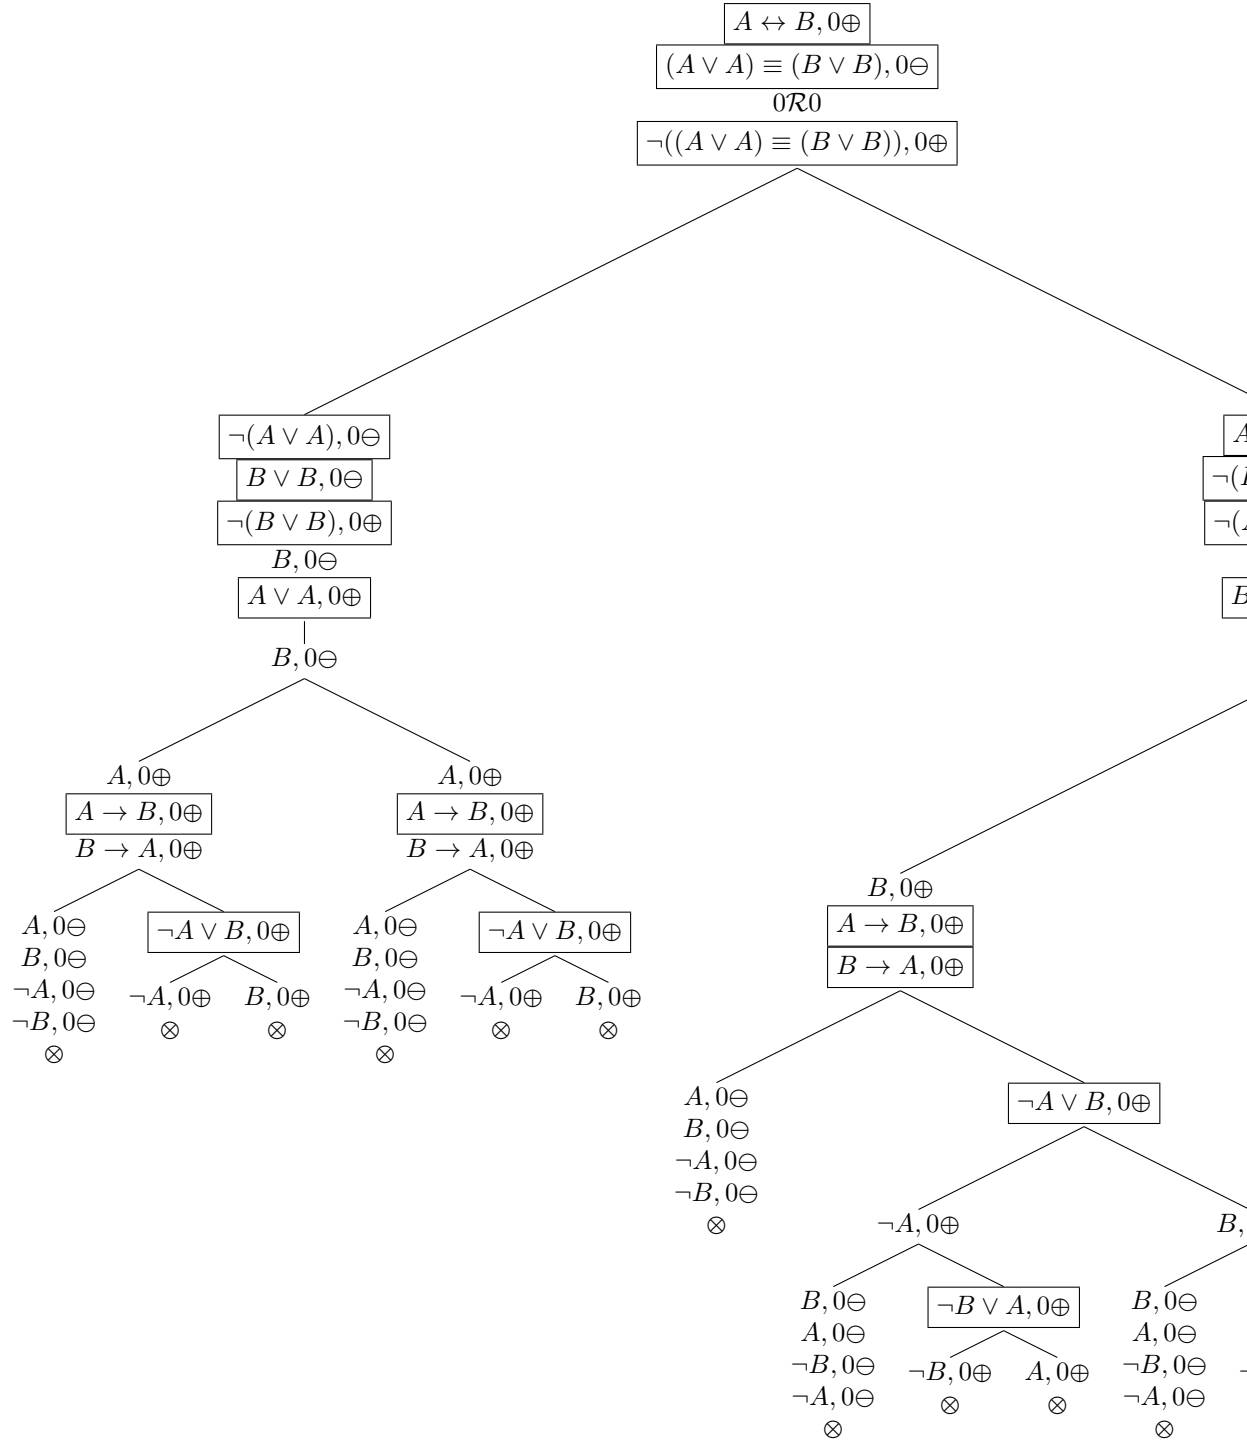 A ↔ B, 0⊕
(A ∨ A) ≡ (B ∨ B), 0⊖
0ℛ0
¬((A ∨ A) ≡ (B ∨ B)), 0⊕
¬(A ∨ A), 0⊖ A
B ∨ B, 0⊖ ¬(
¬(B ∨ B), 0⊕ ¬(
B, 0⊖
A ∨ A, 0⊕ B
B, 0⊖
A, 0⊕ A, 0⊕
A → B, 0⊕ A → B, 0⊕
B → A, 0⊕ B → A, 0⊕
B, 0⊕
A → B, 0⊕
B → A, 0⊕
A, 0⊖ ¬A ∨ B, 0⊕ A, 0⊖ ¬A ∨ B, 0⊕
B, 0⊖ B, 0⊖
¬A, 0⊖ ¬A, 0⊕ B, 0⊕ ¬A, 0⊖ ¬A, 0⊕ B, 0⊕
¬B, 0⊖ ⊗ ⊗ ¬B, 0⊖ ⊗ ⊗
⊗ ⊗
A, 0⊖ ¬A ∨ B, 0⊕
B, 0⊖
¬A, 0⊖
¬B, 0⊖
⊗
¬A, 0⊕ B,
B, 0⊖ ¬B ∨ A, 0⊕ B, 0⊖
A, 0⊖ A, 0⊖
¬B, 0⊖ ¬B, 0⊕ A, 0⊕ ¬B, 0⊖ ¬
¬A, 0⊖ ⊗ ⊗ ¬A, 0⊖
⊗ ⊗